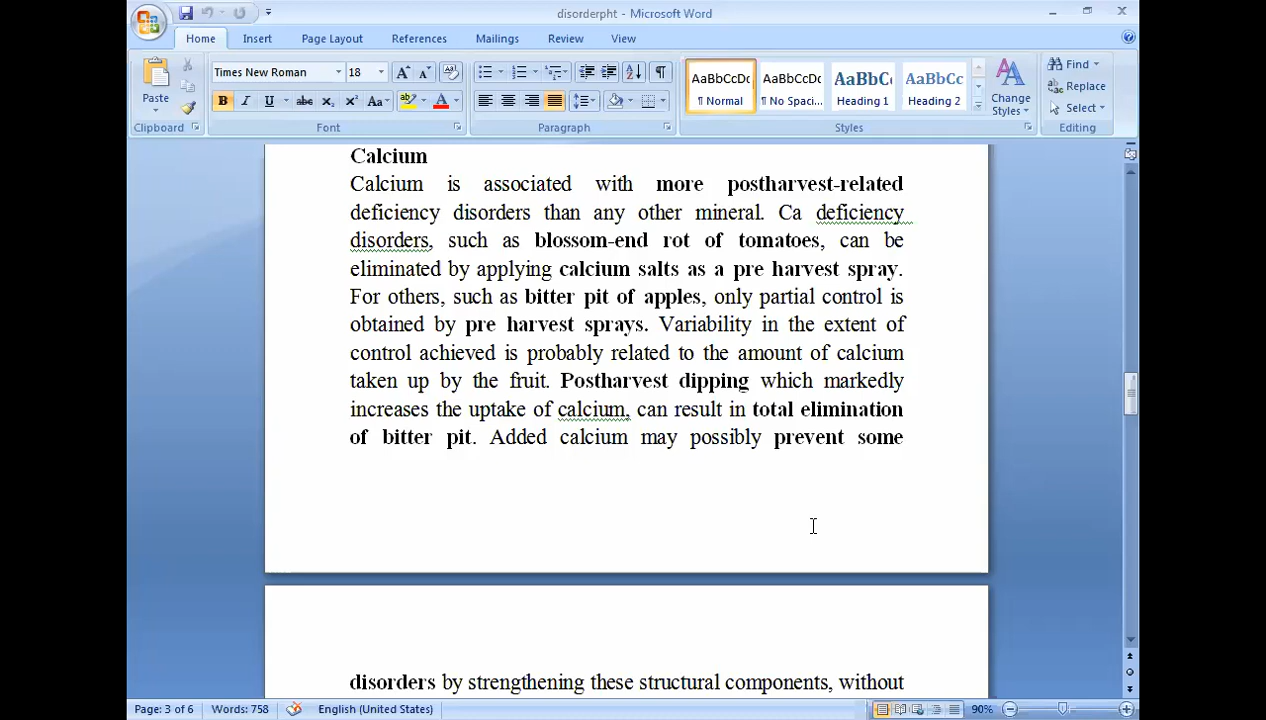 disorderpht - Microsoft Word
Home Insert Page Layout References Mailings Review View
Times New Roman 18
Paste
B I U abc x₂ x² Aa
AaBbCcDc AaBbCcDc AaBbCc AaBbCc
¶ Normal ¶ No Spaci... Heading 1 Heading 2
Change Styles
Find
Replace
Select
Clipboard Font Paragraph Styles Editing
Calcium
Calcium is associated with more postharvest-related
deficiency disorders than any other mineral. Ca deficiency
disorders, such as blossom-end rot of tomatoes, can be
eliminated by applying calcium salts as a pre harvest spray.
For others, such as bitter pit of apples, only partial control is
obtained by pre harvest sprays. Variability in the extent of
control achieved is probably related to the amount of calcium
taken up by the fruit. Postharvest dipping which markedly
increases the uptake of calcium, can result in total elimination
of bitter pit. Added calcium may possibly prevent some
disorders by strengthening these structural components, without
Page: 3 of 6 Words: 758 English (United States) 90%